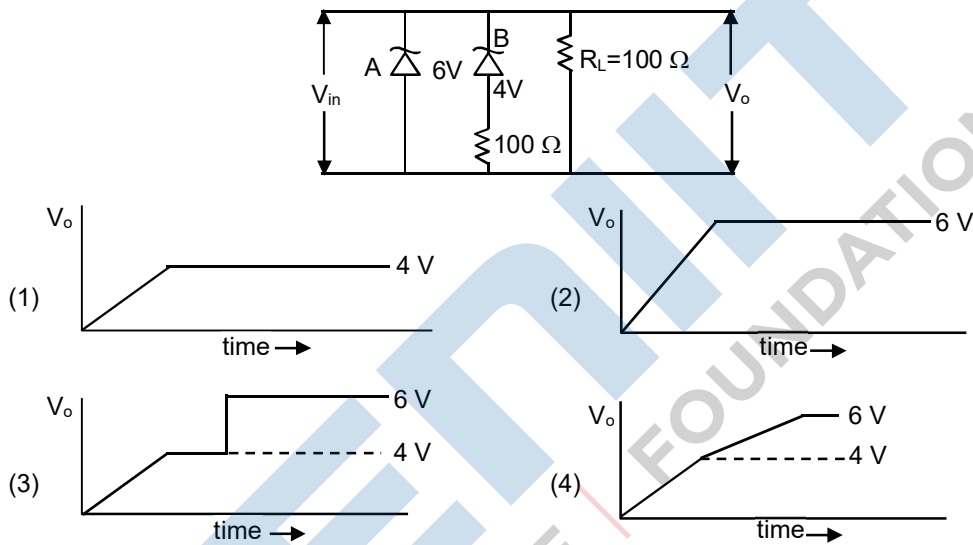 B
A
6V
R_L=100 Ω
V_in
4V
V_o
100 Ω
V_o
4 V
(1)
time
V_o
6 V
(2)
time
V_o
6 V
4 V
(3)
time
V_o
6 V
4 V
(4)
time
FOUNDATION